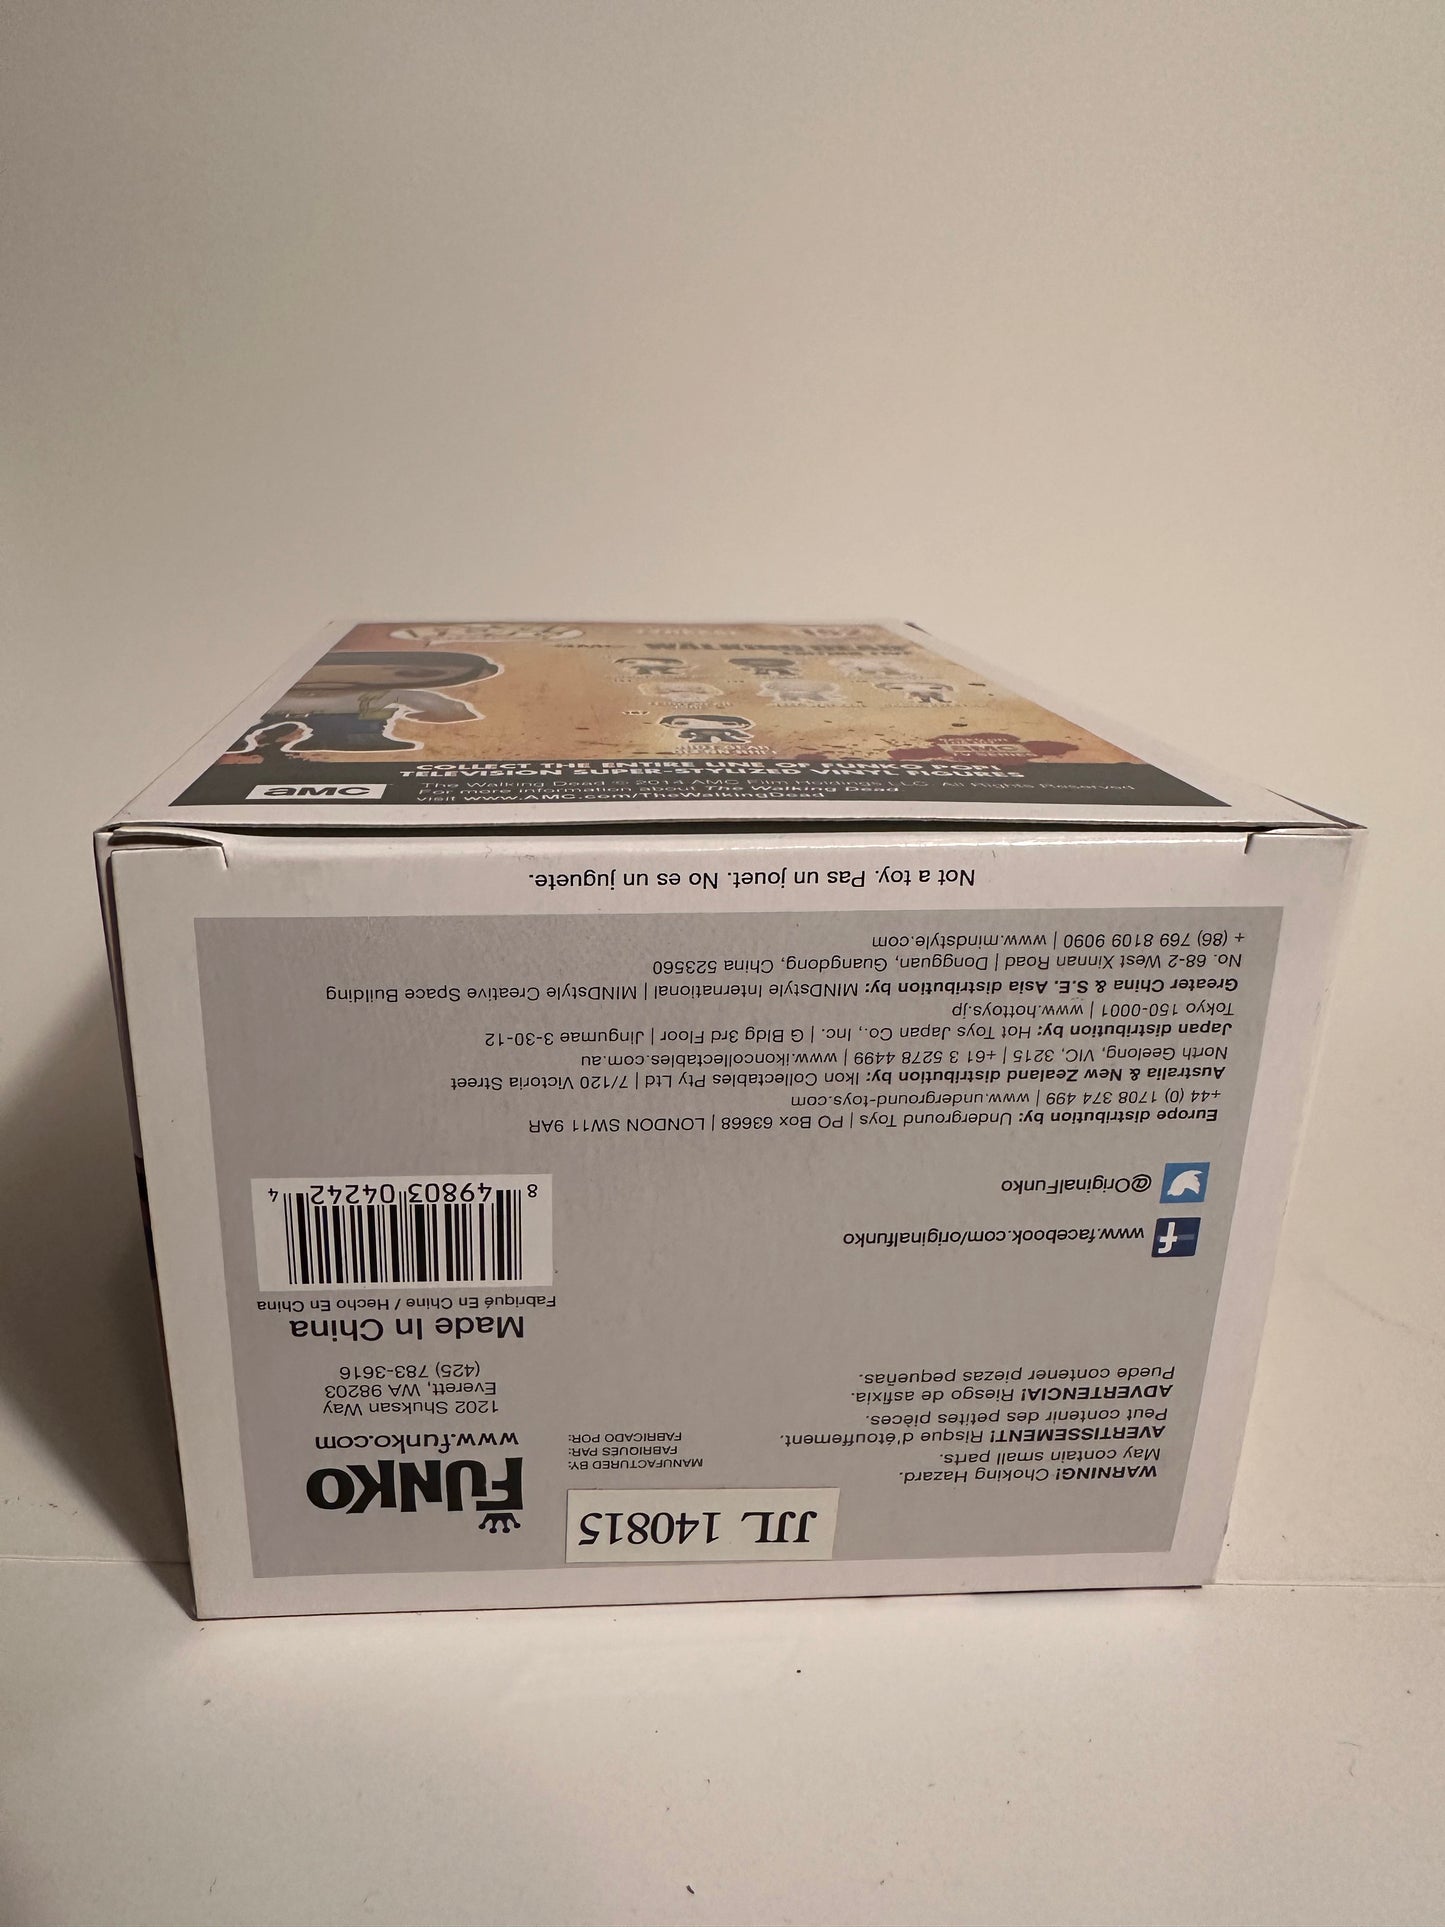 JJL 140815
WARNING! Choking Hazard.
May contain small parts.
AVERTISSEMENT! Risque d'étouffement.
Peut contenir des petites pièces.
ADVERTENCIA! Riesgo de asfixia.
Puede contener piezas pequeñas.
MANUFACTURED BY:
FABRIQUES PAR:
FABRICADO POR:
FUNKO
www.funko.com
1202 Shuksan Way
Everett, WA 98203
(425) 783-3616
Made In China
Fabriqué En Chine / Hecho En China
8 49803 04242 4
www.facebook.com/originalfunko
@OriginalFunko
Europe distribution by: Underground Toys | PO Box 63668 | LONDON SW11 9AR
+44 (0) 1708 374 499 | www.underground-toys.com
Australia & New Zealand distribution by: Ikon Collectables Pty Ltd | 7/120 Victoria Street
North Geelong, VIC, 3215 | +61 3 5278 4499 | www.ikoncollectables.com.au
Japan distribution by: Hot Toys Japan Co., Inc. | G Bldg 3rd Floor | Jingumae 3-30-12
Tokyo 150-0001 | www.hottoys.jp
Greater China & S.E. Asia distribution by: MINDstyle International | MINDstyle Creative Space Building
No. 68-2 West Xinnan Road | Dongguan, Guangdong, China 523560
+ (86) 769 8109 9090 | www.mindstyle.com
Not a toy. Pas un jouet. No es un juguete.
WALKING DEAD
COLLECT THE ENTIRE LINE OF FUNKO POP!
TELEVISION SUPER-STYLIZED VINYL FIGURES
amc
The Walking Dead © 2014 AMC Film Holdings LLC. All Rights Reserved
For more information about The Walking Dead
visit www.AMC.com/TheWalkingDead